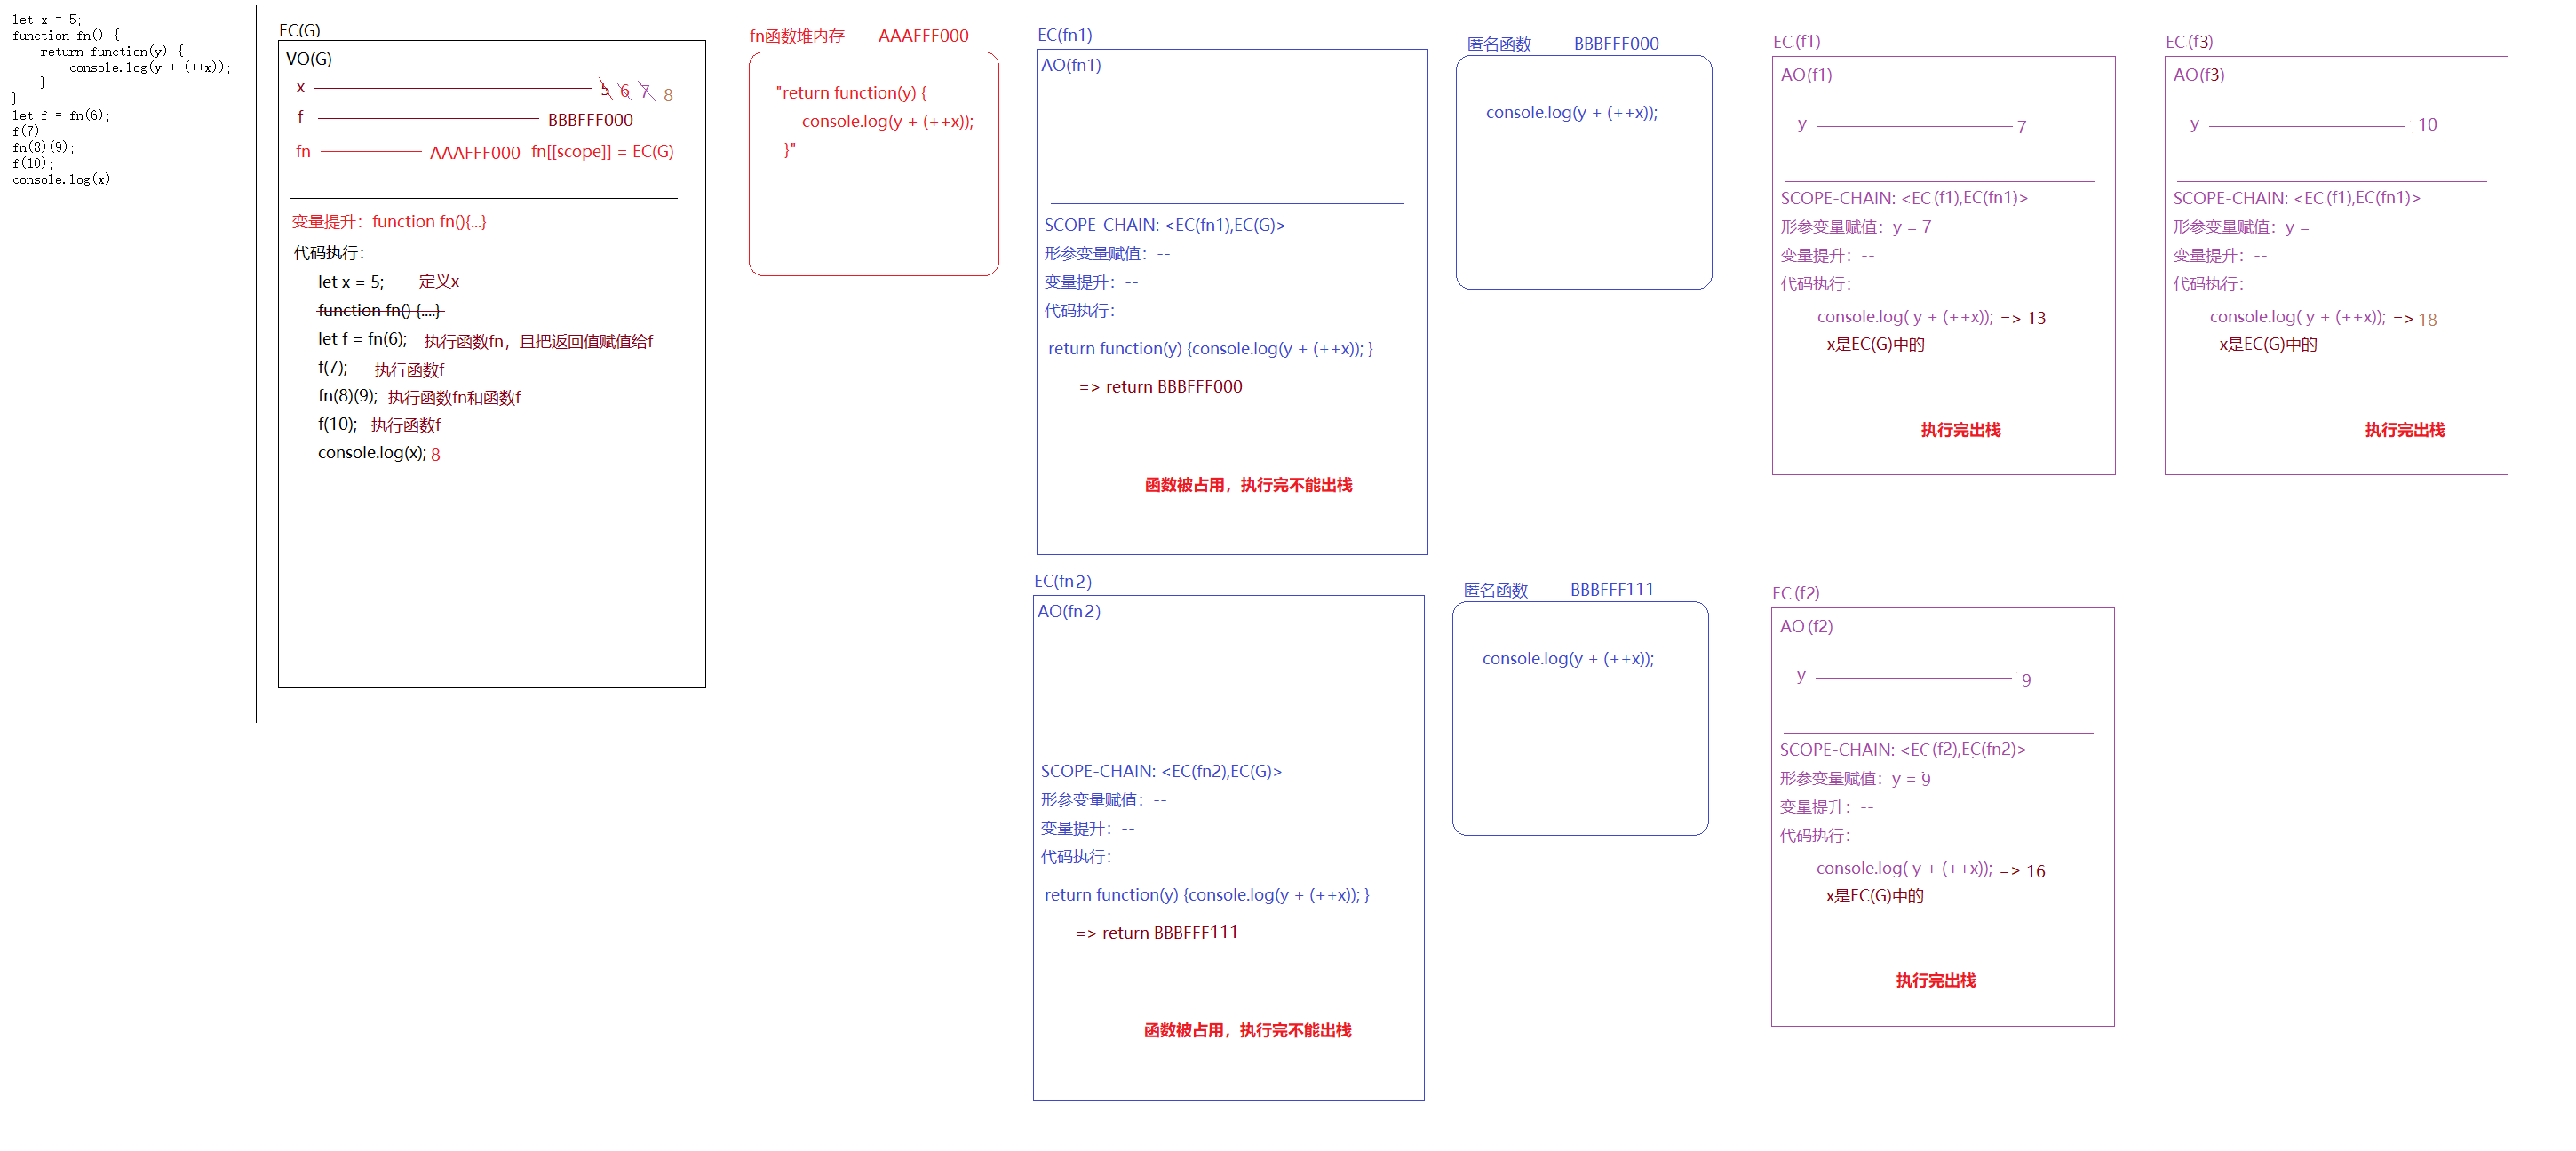 let x = 5;
function fn() {
    return function(y) {
        console.log(y + (++x));
    }
}
let f = fn(6);
f(7);
fn(8)(9);
f(10);
console.log(x);
EC(G)
VO(G)
x 5 6 7 8
f BBBFFF000
fn AAAFFF000 fn[[scope]] = EC(G)
变量提升：function fn(){...}
代码执行：
let x = 5; 定义x
function fn() {....}
let f = fn(6); 执行函数fn，且把返回值赋值给f
f(7); 执行函数f
fn(8)(9); 执行函数fn和函数f
f(10); 执行函数f
console.log(x); 8
fn函数堆内存 AAAFFF000
"return function(y) {
console.log(y + (++x));
}"
EC(fn1)
AO(fn1)
SCOPE-CHAIN: <EC(fn1),EC(G)>
形参变量赋值：--
变量提升：--
代码执行：
return function(y) {console.log(y + (++x)); }
=> return BBBFFF000
函数被占用，执行完不能出栈
匿名函数 BBBFFF000
console.log(y + (++x));
EC (f1)
AO(f1)
y 7
SCOPE-CHAIN: <EC (f1),EC(fn1)>
形参变量赋值：y = 7
变量提升：--
代码执行：
console.log( y + (++x)); => 13
x是EC(G)中的
执行完出栈
EC (f3)
AO(f3)
y 10
SCOPE-CHAIN: <EC (f1),EC(fn1)>
形参变量赋值：y =
变量提升：--
代码执行：
console.log( y + (++x)); => 18
x是EC(G)中的
执行完出栈
EC(fn2)
AO(fn2)
SCOPE-CHAIN: <EC(fn2),EC(G)>
形参变量赋值：--
变量提升：--
代码执行：
return function(y) {console.log(y + (++x)); }
=> return BBBFFF111
函数被占用，执行完不能出栈
匿名函数 BBBFFF111
console.log(y + (++x));
EC (f2)
AO (f2)
y 9
SCOPE-CHAIN: <EC (f2),EC(fn2)>
形参变量赋值：y = 9
变量提升：--
代码执行：
console.log( y + (++x)); => 16
x是EC(G)中的
执行完出栈